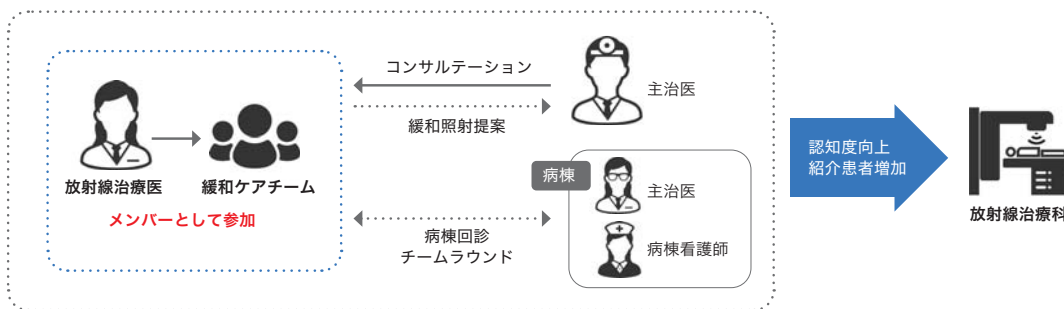 コンサルテーション
主治医
緩和照射提案
放射線治療医
緩和ケアチーム
メンバーとして参加
病棟
主治医
病棟回診
チームラウンド
病棟看護師
認知度向上
紹介患者増加
放射線治療科